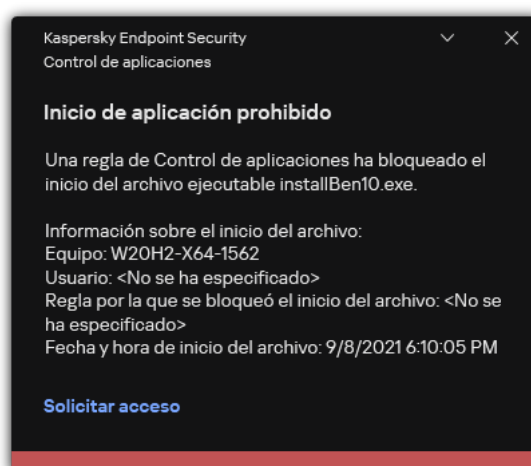 Kaspersky Endpoint Security
Control de aplicaciones
Inicio de aplicación prohibido
Una regla de Control de aplicaciones ha bloqueado el
inicio del archivo ejecutable installBen10.exe.
Información sobre el inicio del archivo:
Equipo: W20H2-X64-1562
Usuario: <No se ha especificado>
Regla por la que se bloqueó el inicio del archivo: <No se
ha especificado>
Fecha y hora de inicio del archivo: 9/8/2021 6:10:05 PM
Solicitar acceso